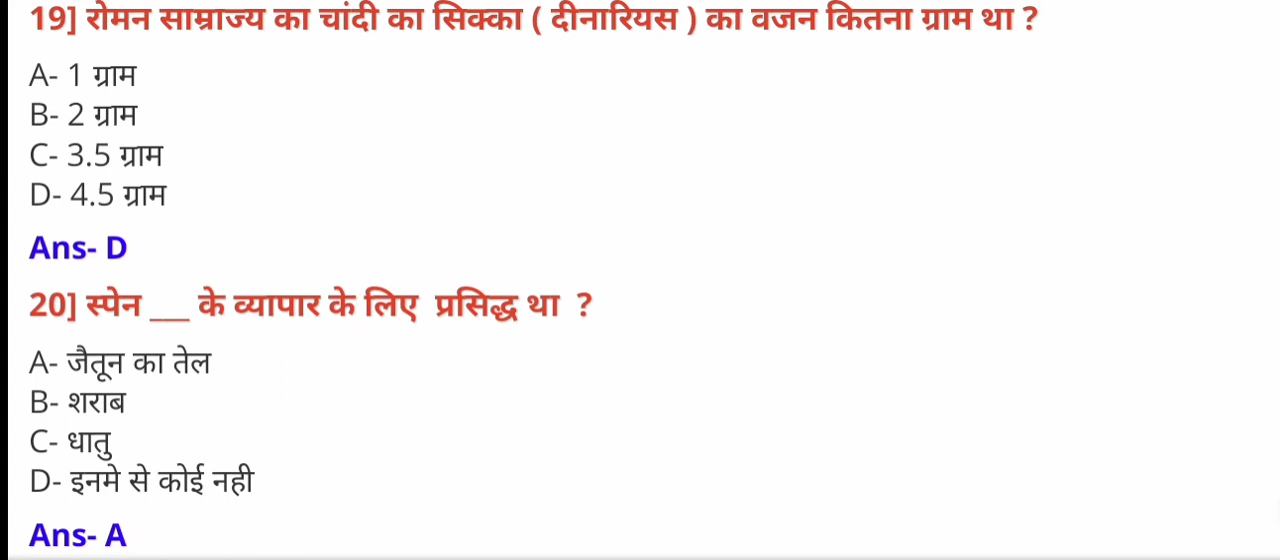 19] रोमन साम्राज्य का चांदी का सिक्का ( दीनारियस ) का वजन कितना ग्राम था ?
A- 1 ग्राम
B- 2 ग्राम
C- 3.5 ग्राम
D- 4.5 ग्राम
Ans- D
20] स्पेन ___ के व्यापार के लिए प्रसिद्ध था ?
A- जैतून का तेल
B- शराब
C- धातु
D- इनमे से कोई नही
Ans- A